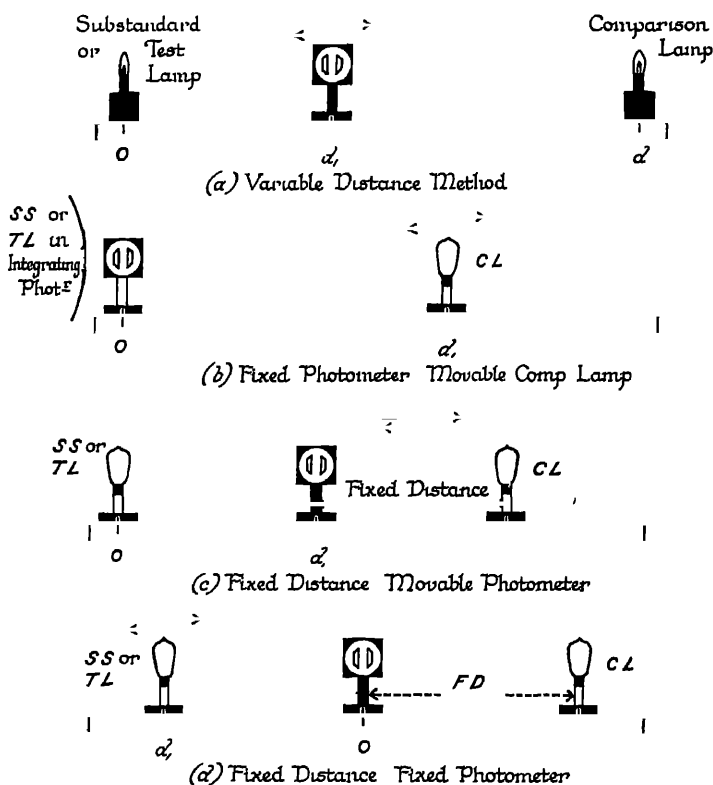 Substandard
or Test
Lamp
Comparison
Lamp
O
d,
d
(a) Variable Distance Method
SS or
TL in
Integrating
Photr
CL
O
d,
(b) Fixed Photometer Movable Comp Lamp
SS or
TL
Fixed Distance
CL
O
d,
(c) Fixed Distance Movable Photometer
SS or
TL
FD
CL
d,
O
(d) Fixed Distance Fixed Photometer